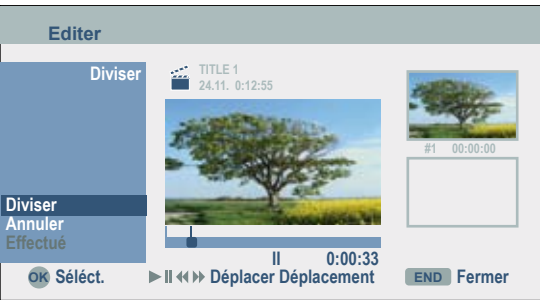 Editer
Diviser
TITLE 1
24.11. 0:12:55
#1 00:00:00
Diviser
Annuler
Effectué
II 0:00:33
OK Séléct.
Déplacer Déplacement
END Fermer